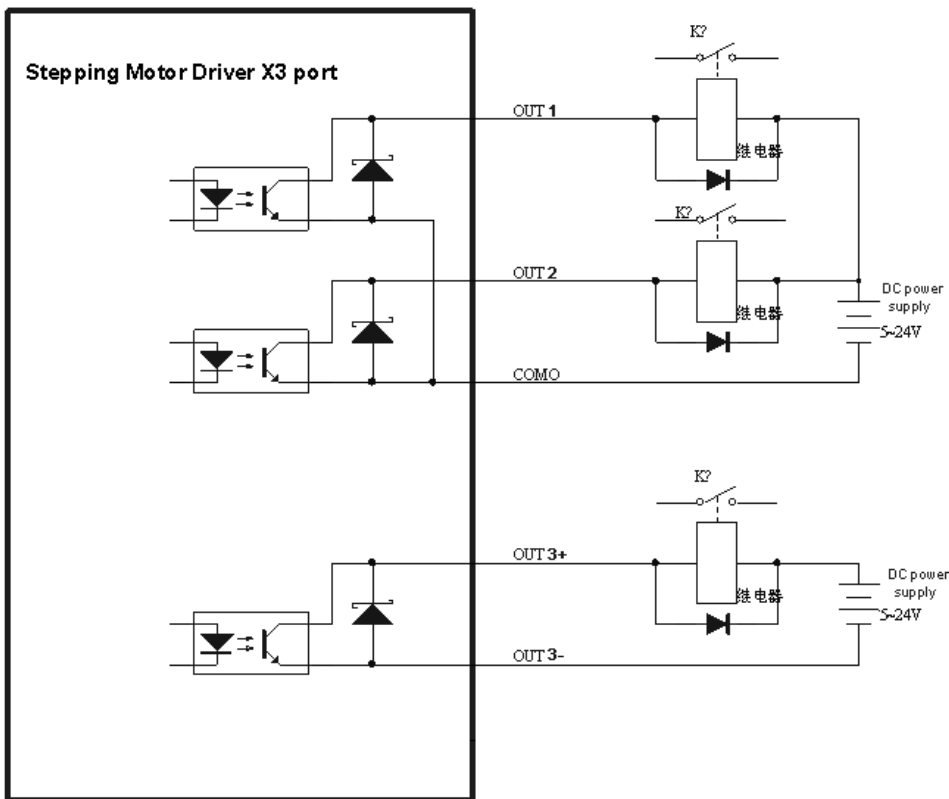 Stepping Motor Driver X3 port
K?
OUT 1
继电器
K?
OUT 2
继电器
DC power
supply
5~24V
COMO
K?
OUT 3+
继电器
DC power
supply
5~24V
OUT 3-